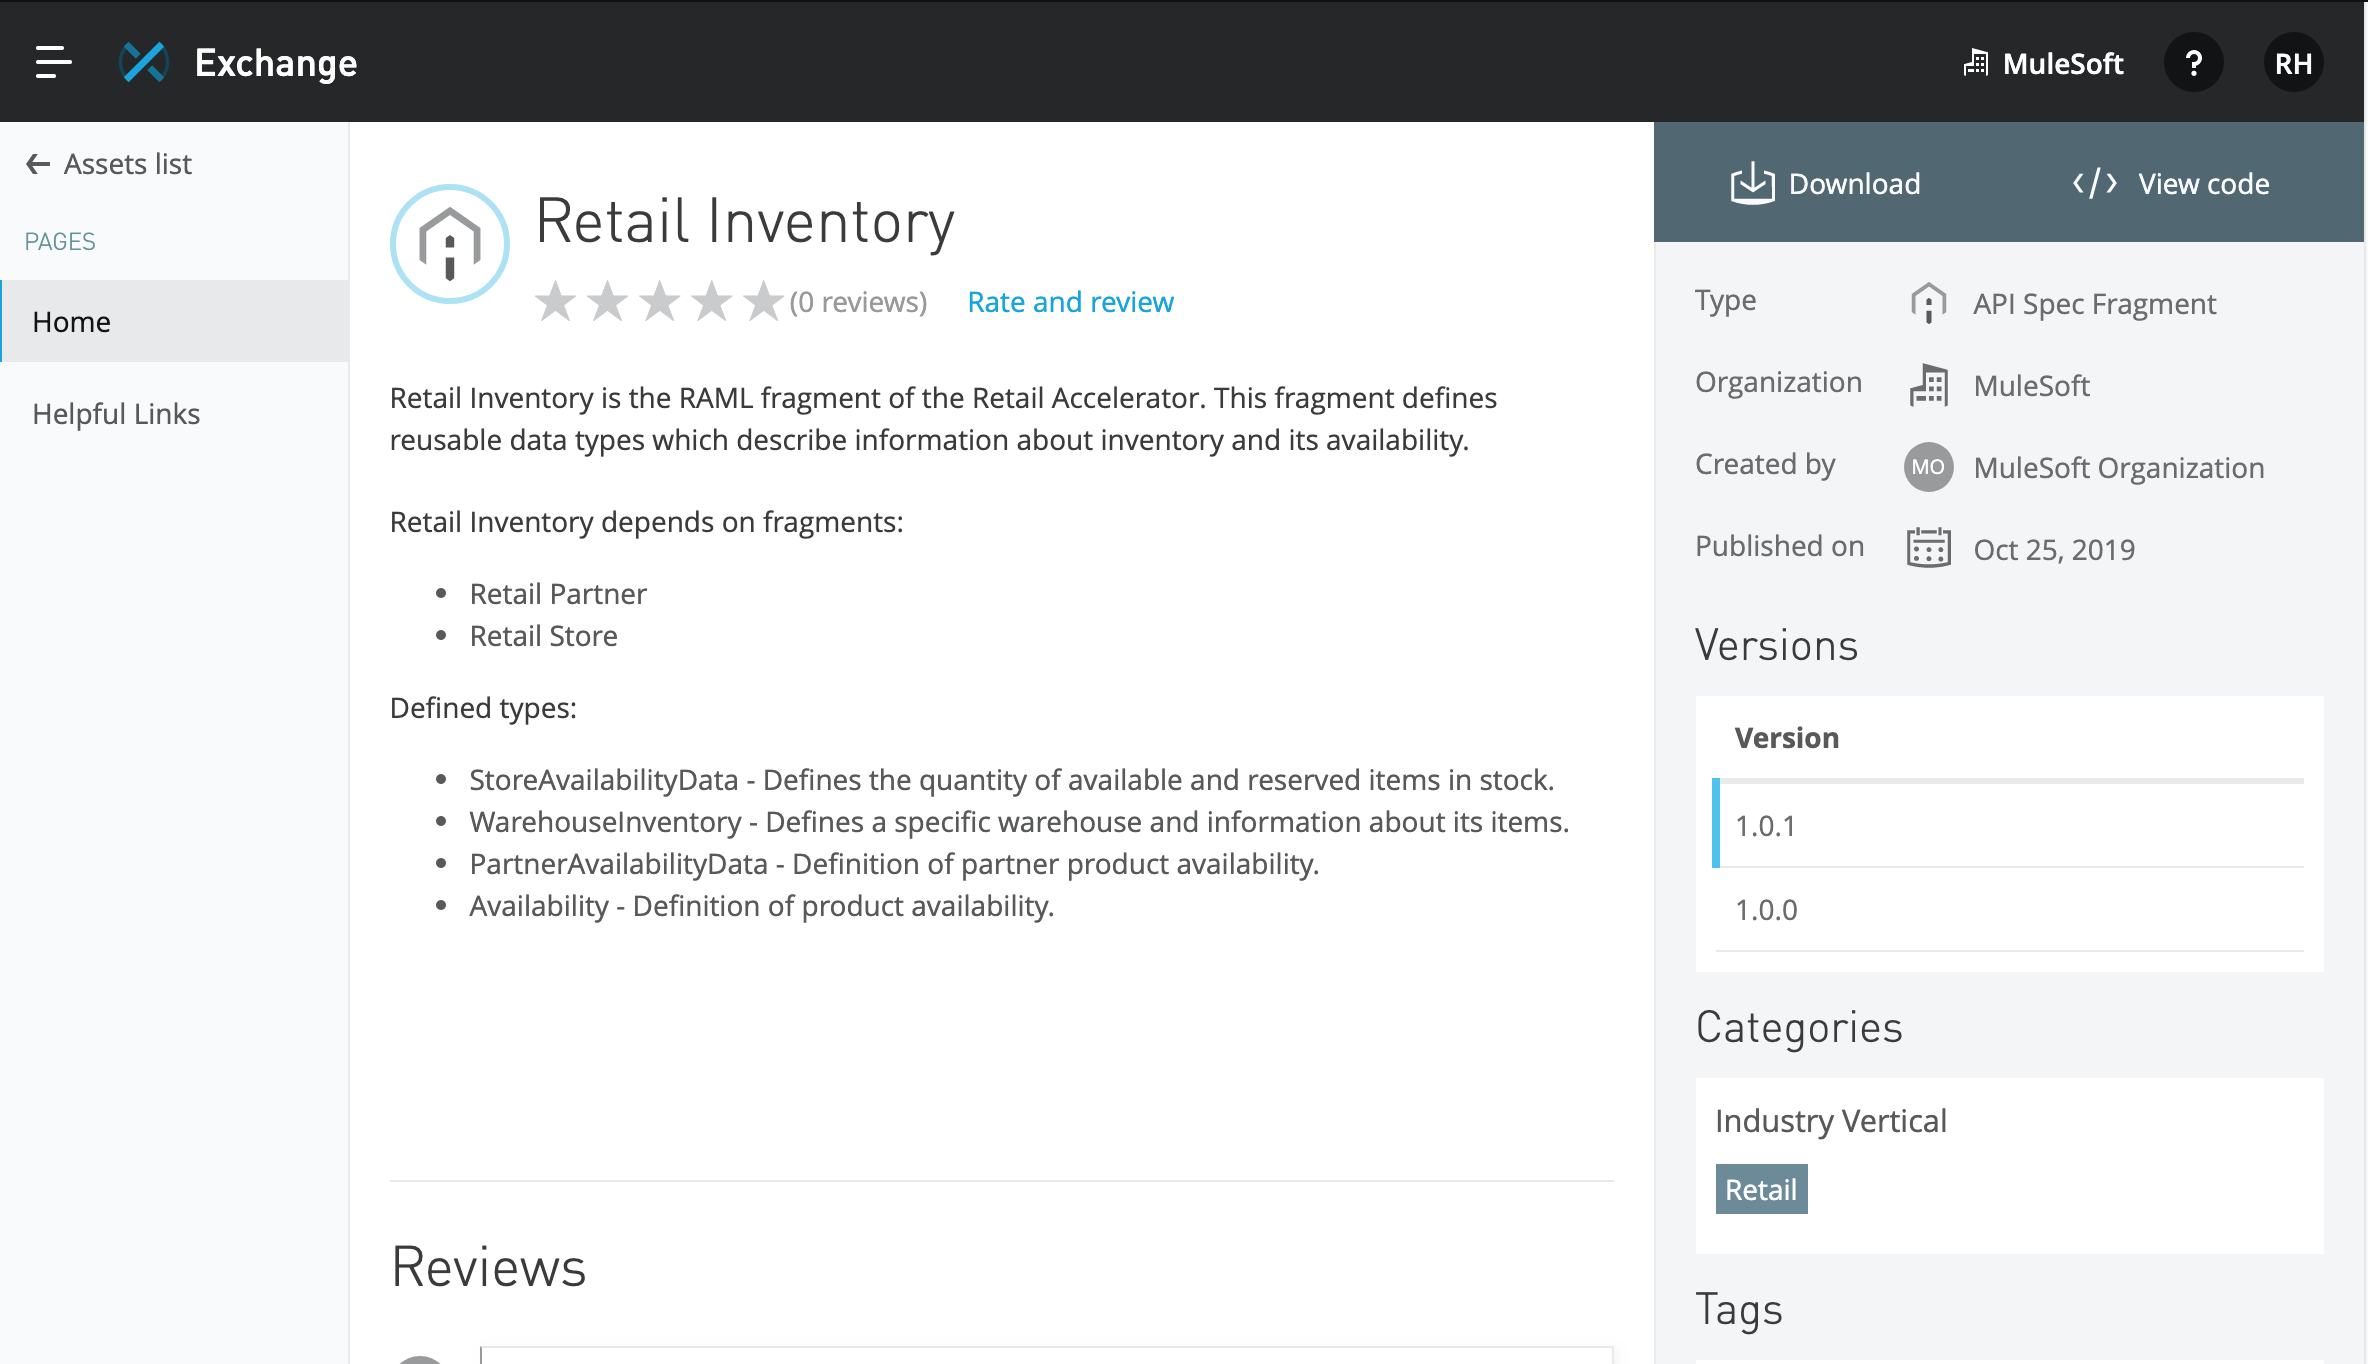 Exchange
MuleSoft
?
RH
Assets list
PAGES
Home
Helpful Links
Retail Inventory
(0 reviews) Rate and review
Retail Inventory is the RAML fragment of the Retail Accelerator. This fragment defines
reusable data types which describe information about inventory and its availability.
Retail Inventory depends on fragments:
• Retail Partner
• Retail Store
Defined types:
• StoreAvailabilityData - Defines the quantity of available and reserved items in stock.
• WarehouseInventory - Defines a specific warehouse and information about its items.
• PartnerAvailabilityData - Definition of partner product availability.
• Availability - Definition of product availability.
Reviews
Download
</> View code
Type API Spec Fragment
Organization MuleSoft
Created by MO MuleSoft Organization
Published on Oct 25, 2019
Versions
Version
1.0.1
1.0.0
Categories
Industry Vertical
Retail
Tags